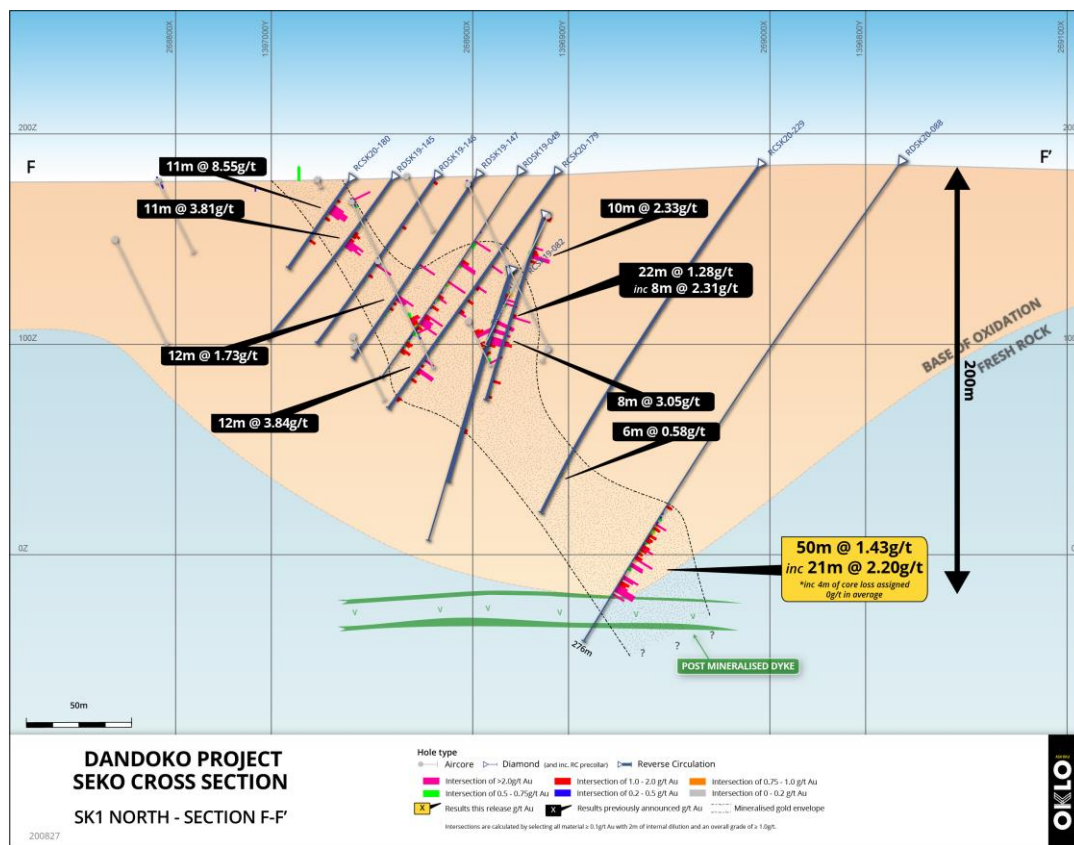 268800X
1397000Y
268900X
1396900Y
269000X
1396800Y
269100X
200Z
F
F'
RCSK20-180
RDSK19-145
RDSK19-146
RDSK19-147
RDSK19-049
RCSK20-179
RCSK20-229
RDSK20-088
11m @ 8.55g/t
11m @ 3.81g/t
10m @ 2.33g/t
22m @ 1.28g/t
inc 8m @ 2.31g/t
12m @ 1.73g/t
12m @ 3.84g/t
8m @ 3.05g/t
6m @ 0.58g/t
100Z
BASE OF OXIDATION
FRESH ROCK
200m
0Z
50m @ 1.43g/t
inc 21m @ 2.20g/t
*inc 4m of core loss assigned
0g/t in average
v v v v v v
276m
? ? ?
POST MINERALISED DYKE
50m
DANDOKO PROJECT
SEKO CROSS SECTION
SK1 NORTH - SECTION F-F'
200827
Hole type
Aircore Diamond (and inc. RC precollar) Reverse Circulation
Intersection of >2.0g/t Au Intersection of 1.0 - 2.0 g/t Au Intersection of 0.75 - 1.0 g/t Au
Intersection of 0.5 - 0.75g/t Au Intersection of 0.2 - 0.5 g/t Au Intersection of 0 - 0.2 g/t Au
X Results this release g/t Au X Results previously announced g/t Au Mineralised gold envelope
Intersections are calculated by selecting all material ≥ 0.1g/t Au with 2m of internal dilution and an overall grade of ≥ 1.0g/t.
OKLO